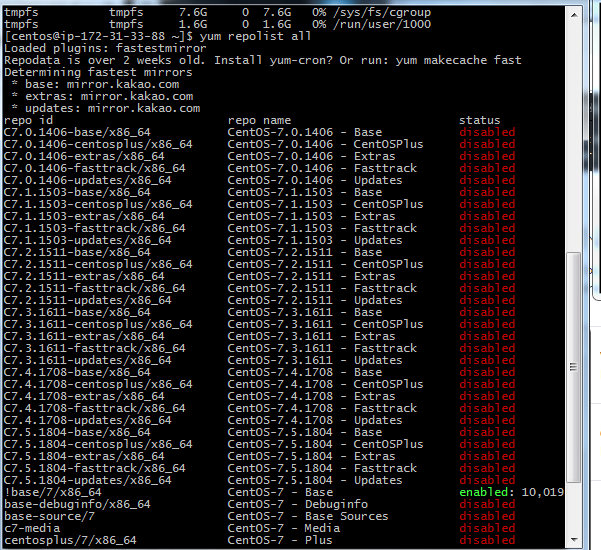 tmpfs tmpfs 7.6G 0 7.6G 0% /sys/fs/cgroup
tmpfs tmpfs 1.6G 0 1.6G 0% /run/user/1000
[centos@ip-172-31-33-88 ~]$ yum repolist all
Loaded plugins: fastestmirror
Repodata is over 2 weeks old. Install yum-cron? Or run: yum makecache fast
Determining fastest mirrors
* base: mirror.kakao.com
* extras: mirror.kakao.com
* updates: mirror.kakao.com
repo id repo name status
C7.0.1406-base/x86_64 CentOS-7.0.1406 - Base disabled
C7.0.1406-centosplus/x86_64 CentOS-7.0.1406 - CentOSPlus disabled
C7.0.1406-extras/x86_64 CentOS-7.0.1406 - Extras disabled
C7.0.1406-fasttrack/x86_64 CentOS-7.0.1406 - Fasttrack disabled
C7.0.1406-updates/x86_64 CentOS-7.0.1406 - Updates disabled
C7.1.1503-base/x86_64 CentOS-7.1.1503 - Base disabled
C7.1.1503-centosplus/x86_64 CentOS-7.1.1503 - CentOSPlus disabled
C7.1.1503-extras/x86_64 CentOS-7.1.1503 - Extras disabled
C7.1.1503-fasttrack/x86_64 CentOS-7.1.1503 - Fasttrack disabled
C7.1.1503-updates/x86_64 CentOS-7.1.1503 - Updates disabled
C7.2.1511-base/x86_64 CentOS-7.2.1511 - Base disabled
C7.2.1511-centosplus/x86_64 CentOS-7.2.1511 - CentOSPlus disabled
C7.2.1511-extras/x86_64 CentOS-7.2.1511 - Extras disabled
C7.2.1511-fasttrack/x86_64 CentOS-7.2.1511 - Fasttrack disabled
C7.2.1511-updates/x86_64 CentOS-7.2.1511 - Updates disabled
C7.3.1611-base/x86_64 CentOS-7.3.1611 - Base disabled
C7.3.1611-centosplus/x86_64 CentOS-7.3.1611 - CentOSPlus disabled
C7.3.1611-extras/x86_64 CentOS-7.3.1611 - Extras disabled
C7.3.1611-fasttrack/x86_64 CentOS-7.3.1611 - Fasttrack disabled
C7.3.1611-updates/x86_64 CentOS-7.3.1611 - Updates disabled
C7.4.1708-base/x86_64 CentOS-7.4.1708 - Base disabled
C7.4.1708-centosplus/x86_64 CentOS-7.4.1708 - CentOSPlus disabled
C7.4.1708-extras/x86_64 CentOS-7.4.1708 - Extras disabled
C7.4.1708-fasttrack/x86_64 CentOS-7.4.1708 - Fasttrack disabled
C7.4.1708-updates/x86_64 CentOS-7.4.1708 - Updates disabled
C7.5.1804-base/x86_64 CentOS-7.5.1804 - Base disabled
C7.5.1804-centosplus/x86_64 CentOS-7.5.1804 - CentOSPlus disabled
C7.5.1804-extras/x86_64 CentOS-7.5.1804 - Extras disabled
C7.5.1804-fasttrack/x86_64 CentOS-7.5.1804 - Fasttrack disabled
C7.5.1804-updates/x86_64 CentOS-7.5.1804 - Updates disabled
!base/7/x86_64 CentOS-7 - Base enabled: 10,019
base-debuginfo/x86_64 CentOS-7 - Debuginfo disabled
base-source/7 CentOS-7 - Base Sources disabled
c7-media CentOS-7 - Media disabled
centosplus/7/x86_64 CentOS-7 - Plus disabled